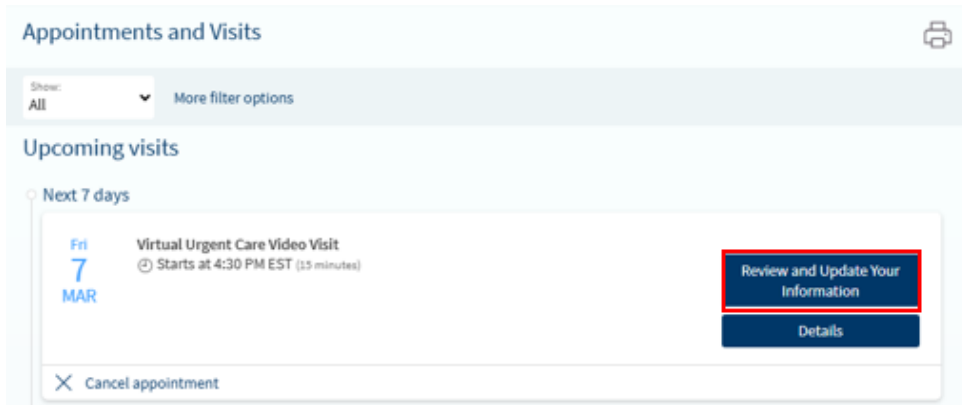 Appointments and Visits
Show:
All
More filter options
Upcoming visits
Next 7 days
Fri
7
MAR
Virtual Urgent Care Video Visit
Starts at 4:30 PM EST (15 minutes)
Review and Update Your
Information
Details
Cancel appointment